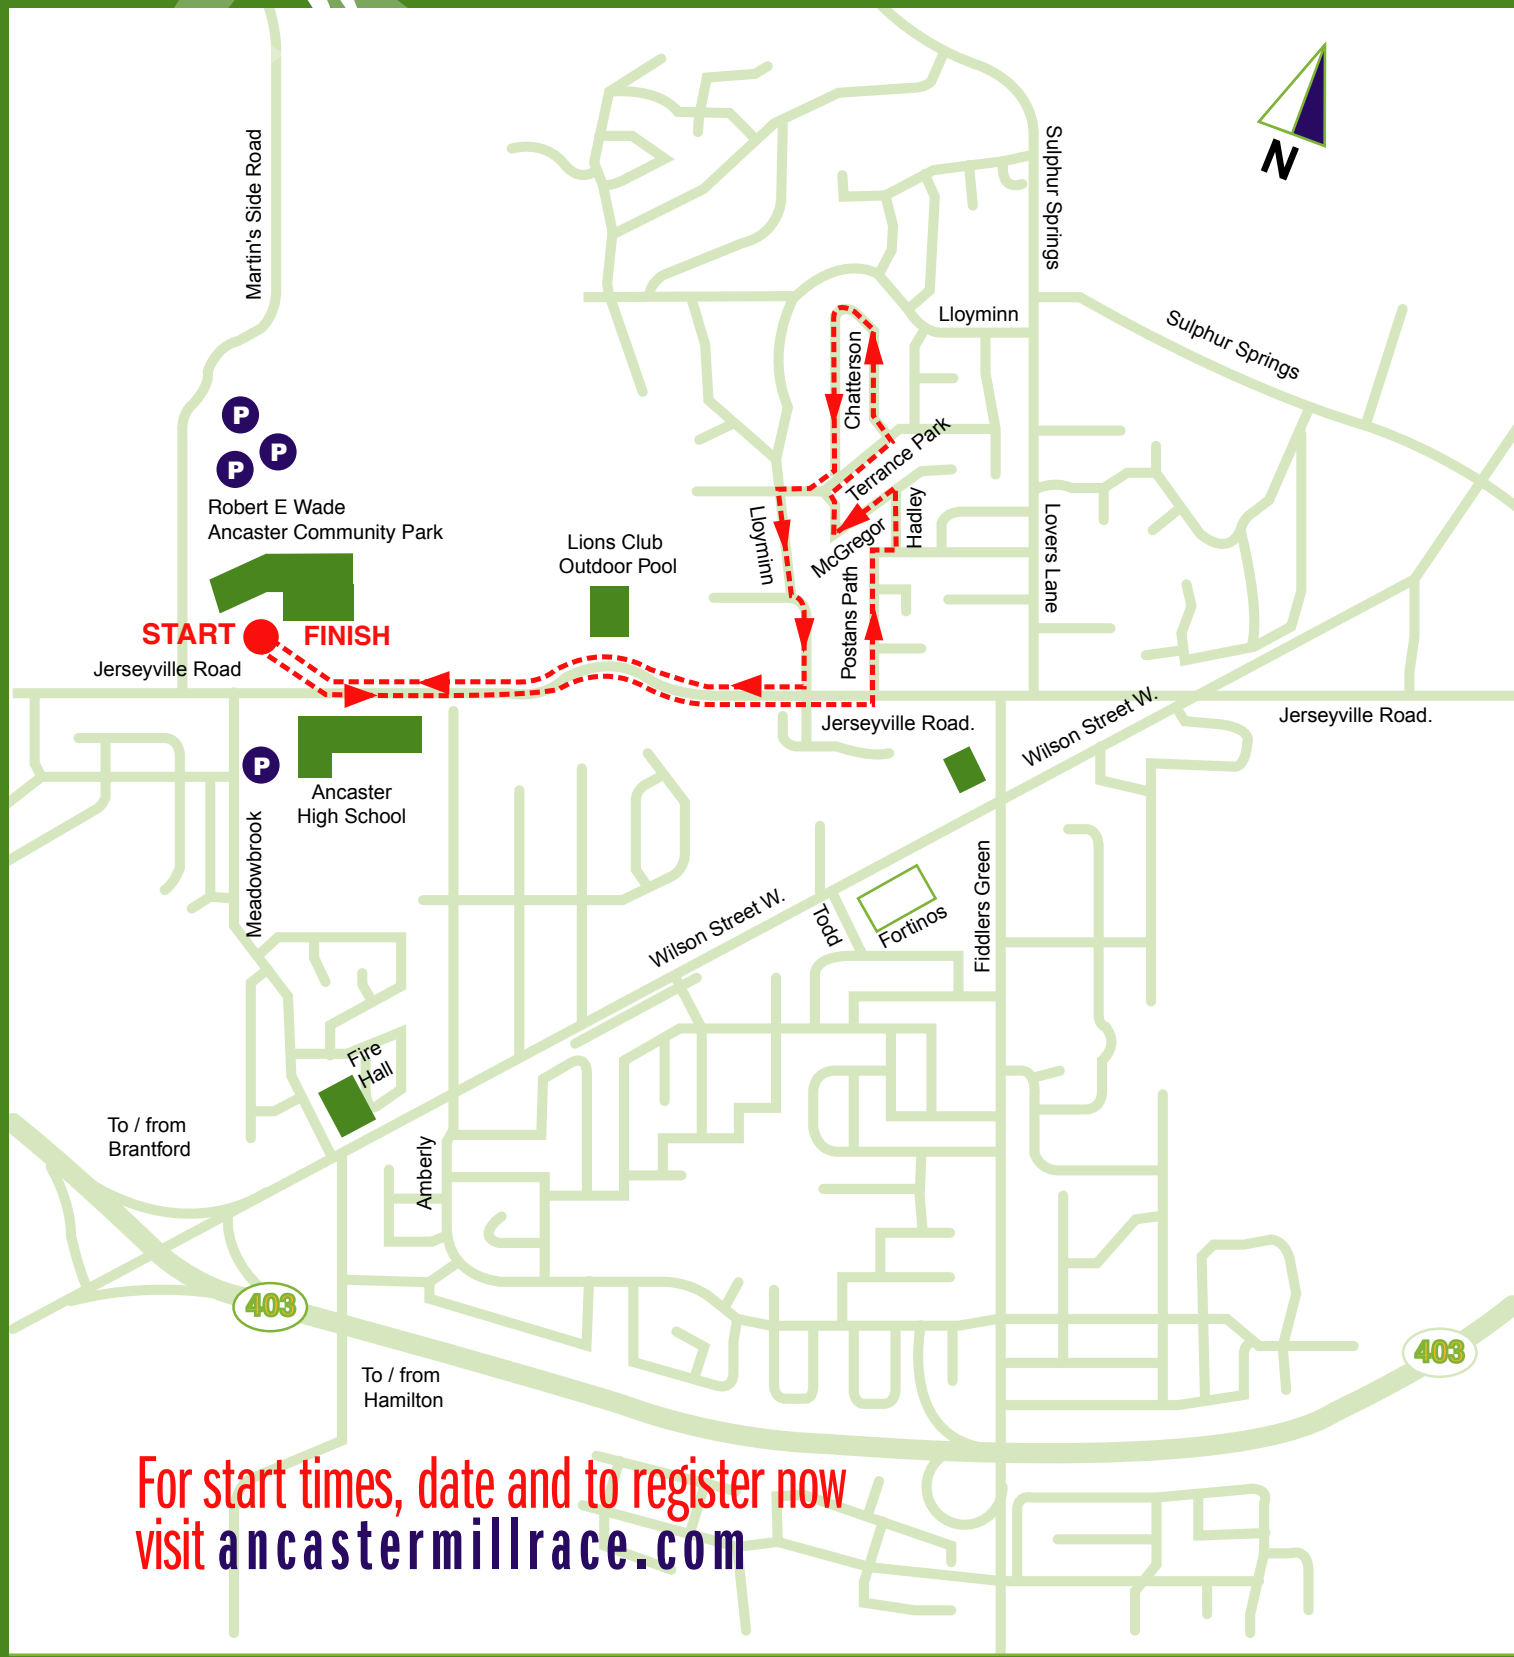 N
Martin's Side Road
Sulphur Springs
Lloyminn
Sulphur Springs
Chatterson
P
P
P
Terrance Park
Robert E Wade
Ancaster Community Park
Lloyminn
Hadley
McGregor
Lovers Lane
Lions Club
Outdoor Pool
Postans Path
START
FINISH
Jerseyville Road
Jerseyville Road.
Wilson Street W.
Jerseyville Road.
P
Ancaster
High School
Meadowbrook
Fiddlers Green
Wilson Street W.
Todd
Fortinos
Fire
Hall
To / from
Brantford
Amberly
403
403
To / from
Hamilton
For start times, date and to register now
visit ancastermillrace.com